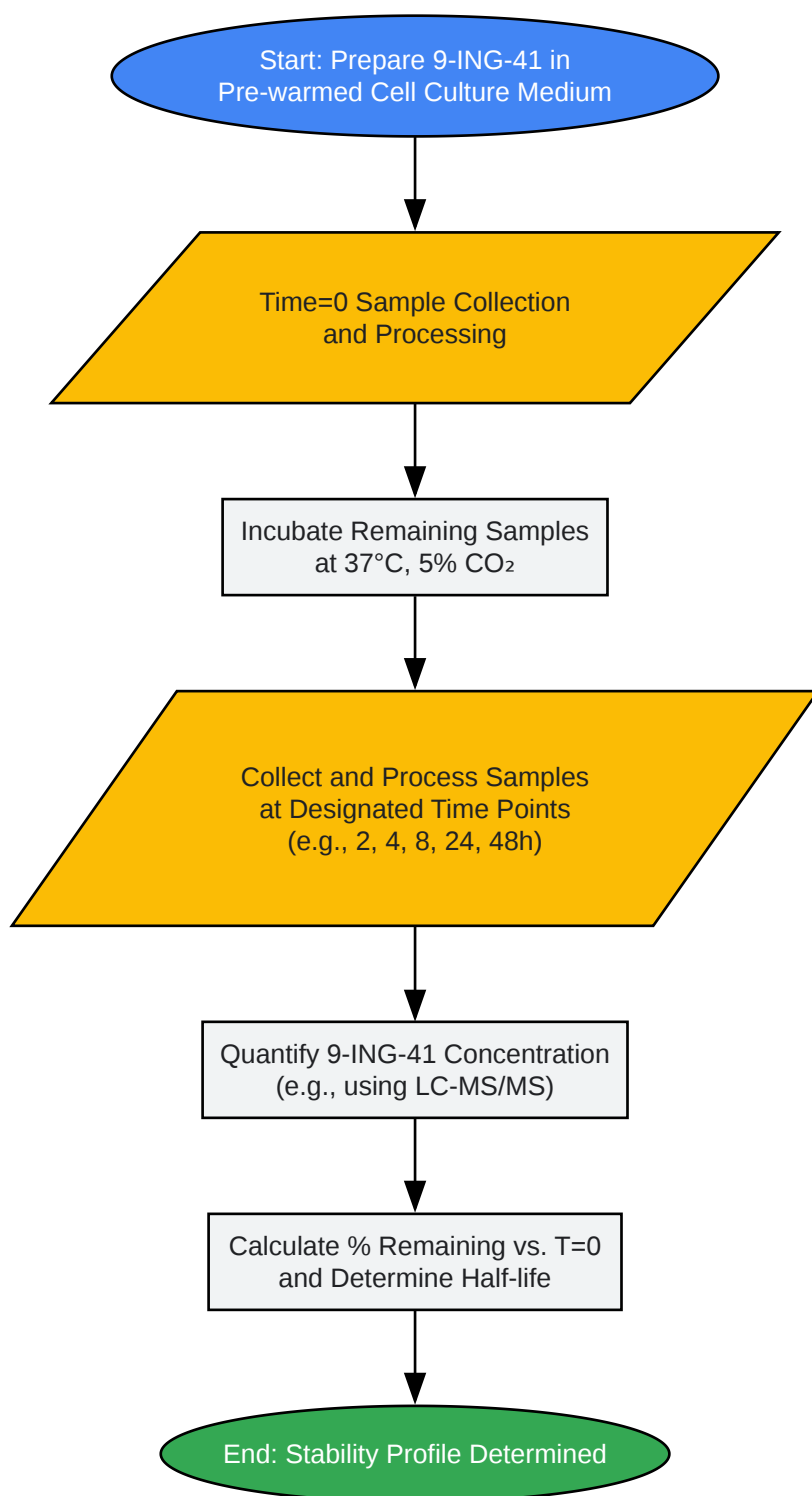 Start: Prepare 9-ING-41 in
Pre-warmed Cell Culture Medium
Time=0 Sample Collection
and Processing
Incubate Remaining Samples
at 37°C, 5% CO₂
Collect and Process Samples
at Designated Time Points
(e.g., 2, 4, 8, 24, 48h)
Quantify 9-ING-41 Concentration
(e.g., using LC-MS/MS)
Calculate % Remaining vs. T=0
and Determine Half-life
End: Stability Profile Determined